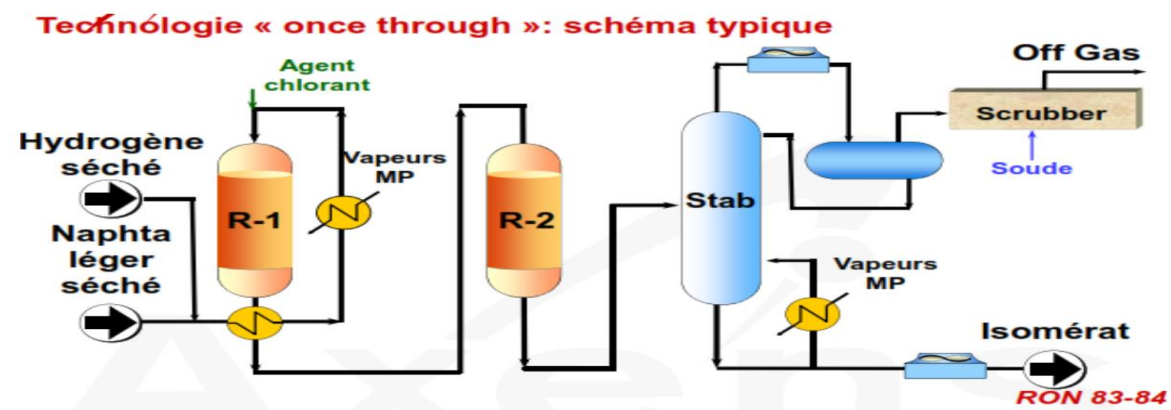 Technologie « once through »: schéma typique
Agent
chlorant
Off Gas
Hydrogène
séché
Vapeurs
MP
Scrubber
Soude
R-1
R-2
Stab
Naphta
léger
séché
Vapeurs
MP
Isomérat
RON 83-84
Axens